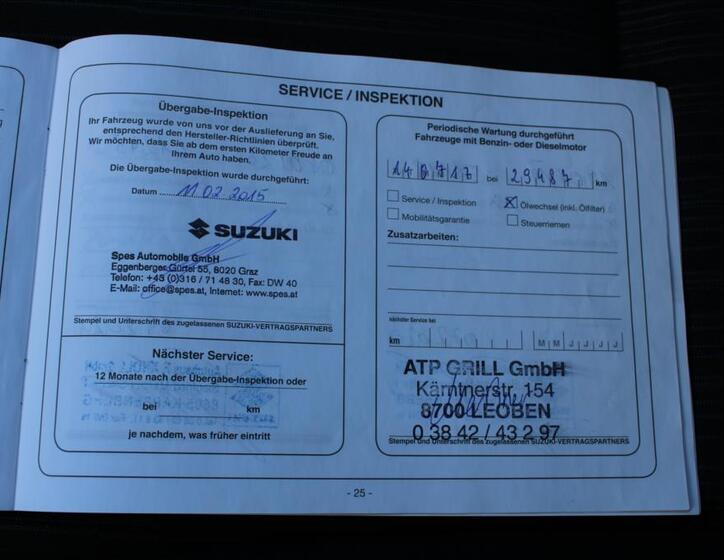 SERVICE / INSPEKTION
Übergabe-Inspektion
Ihr Fahrzeug wurde von uns vor der Auslieferung an Sie,
entsprechend den Hersteller-Richtlinien überprüft.
Wir möchten, dass Sie ab dem ersten Kilometer Freude an
Ihrem Auto haben.
Die Übergabe-Inspektion wurde durchgeführt:
Datum 11.02.2015
SUZUKI
Spes Automobile GmbH
Eggenberger Gürtel 55, 8020 Graz
Telefon: +43 (0)316 / 71 48 30, Fax: DW 40
E-Mail: office@spes.at, Internet: www.spes.at
Stempel und Unterschrift des zugelassenen SUZUKI-VERTRAGSPARTNERS
Nächster Service:
12 Monate nach der Übergabe-Inspektion oder
bei km
je nachdem, was früher eintritt
Periodische Wartung durchgeführt
Fahrzeuge mit Benzin- oder Dieselmotor
140717 bei 29487 km
Service / Inspektion
X Ölwechsel (inkl. Ölfilter)
Mobilitätsgarantie
Steuerriemen
Zusatzarbeiten:
nächster Service bei
km M M J J J J
ATP GRILL GmbH
Kärntnerstr. 154
8700 LEOBEN
0 38 42 / 43 2 97
Stempel und Unterschrift des zugelassenen SUZUKI-VERTRAGSPARTNERS
- 25 -